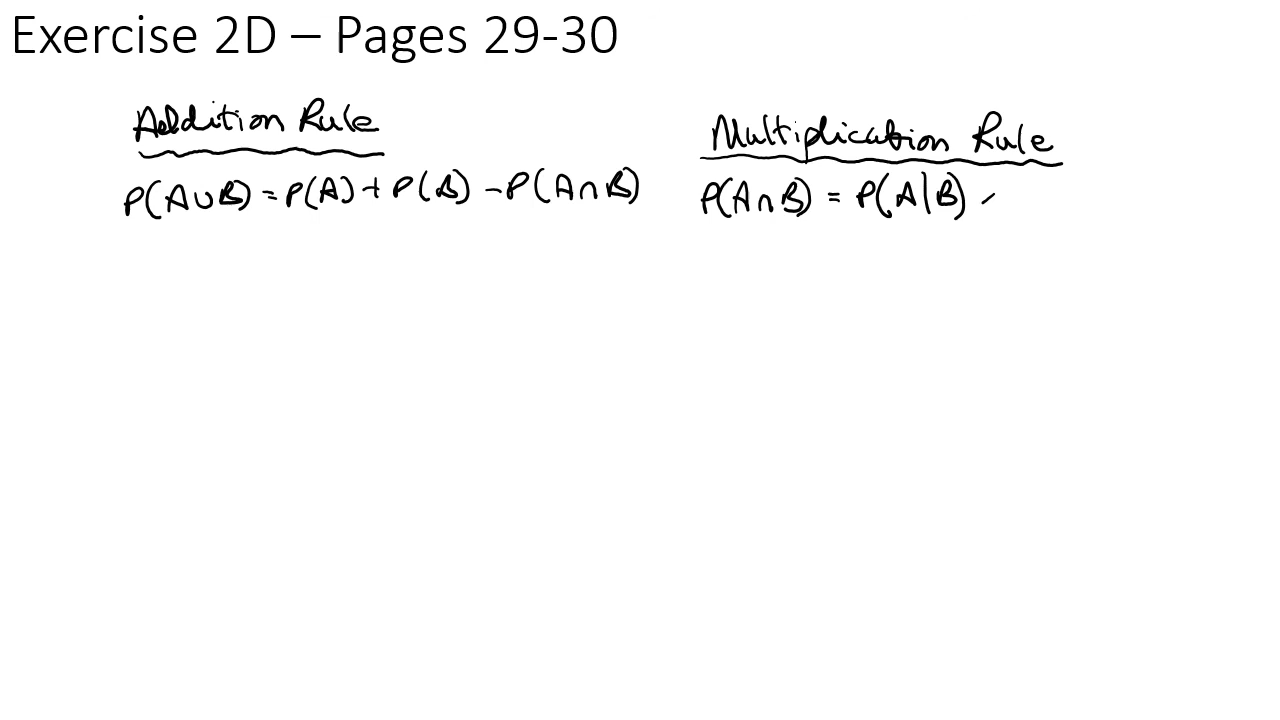 Exercise 2D – Pages 29-30
Addition Rule
P(A∪B) = P(A) + P(B) - P(A∩B)
Multiplication Rule
P(A∩B) = P(A|B)